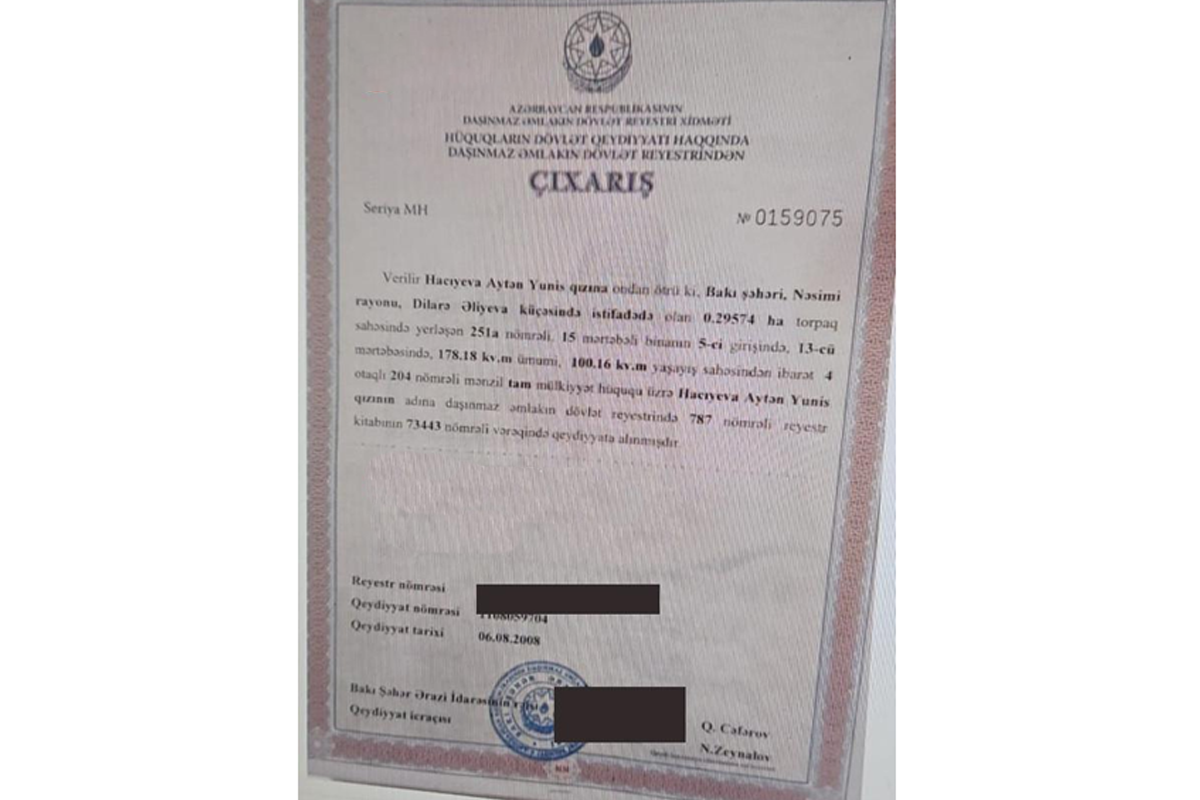 AZƏRBAYCAN RESPUBLİKASININ
DAŞINMAZ ƏMLAKIN DÖVLƏT REYESTRİ XİDMƏTİ
HÜQUQLARIN DÖVLƏT QEYDİYYATI HAQQINDA
DAŞINMAZ ƏMLAKIN DÖVLƏT REYESTRİNDƏN
ÇIXARIŞ
Seriya MH
№ 0159075
Verilir Hacıyeva Aytən Yunis qızına ondan ötrü ki, Bakı şəhəri, Nəsimi
rayonu, Dilarə Əliyeva küçəsində istifadədə olan 0.29574 ha torpaq
sahəsində yerləşən 251a nömrəli, 15 mərtəbəli binanın 5-ci girişində, 13-cü
mərtəbəsində, 178.18 kv.m ümumi, 100.16 kv.m yaşayış sahəsindən ibarət 4
otaqlı 204 nömrəli mənzil tam mülkiyyət hüququ üzrə Hacıyeva Aytən Yunis
qızının adına daşınmaz əmlakın dövlət reyestrində 787 nömrəli reyestr
kitabının 73443 nömrəli vərəqində qeydiyyata alınmışdır.
Reyestr nömrəsi
Qeydiyyat nömrəsi
Qeydiyyat tarixi 06.08.2008
Bakı Şəhər Ərazi İdarəsinin rəisi
Q. Cəfərov
Qeydiyyat icraçısı
N.Zeynalov